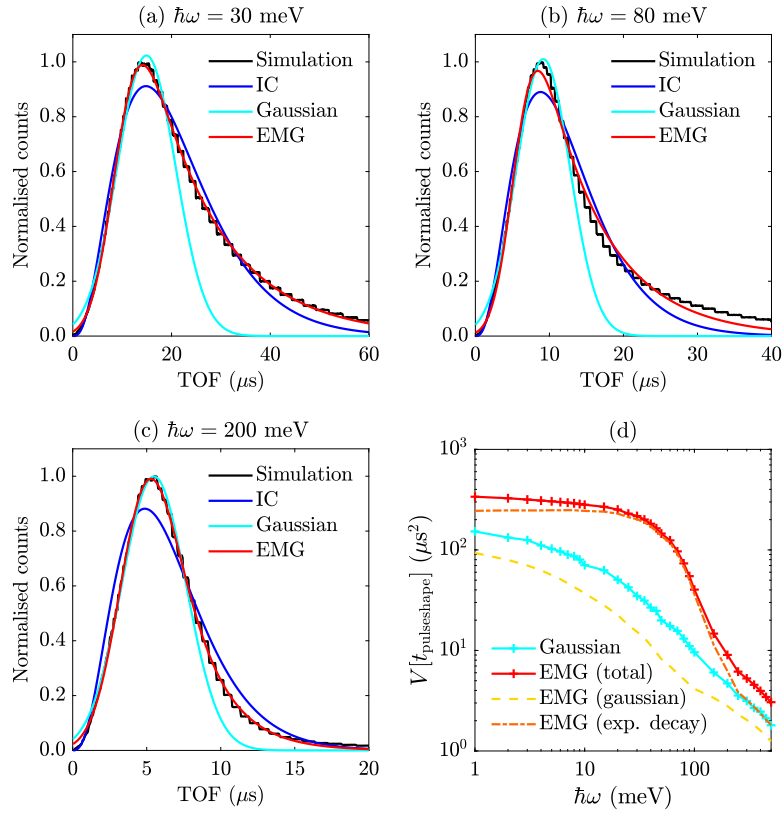 (a) ħω = 30 meV
Normalised counts
1.0
0.8
0.6
0.4
0.2
0.0
Simulation
IC
Gaussian
EMG
0 20 40 60
TOF (μs)
(b) ħω = 80 meV
Normalised counts
1.0
0.8
0.6
0.4
0.2
0.0
Simulation
IC
Gaussian
EMG
0 10 20 30 40
TOF (μs)
(c) ħω = 200 meV
Normalised counts
1.0
0.8
0.6
0.4
0.2
0.0
Simulation
IC
Gaussian
EMG
0 5 10 15 20
TOF (μs)
(d)
V[t_pulseshape] (μs²)
10³
10²
10¹
10⁰
Gaussian
EMG (total)
EMG (gaussian)
EMG (exp. decay)
1 10 100
ħω (meV)